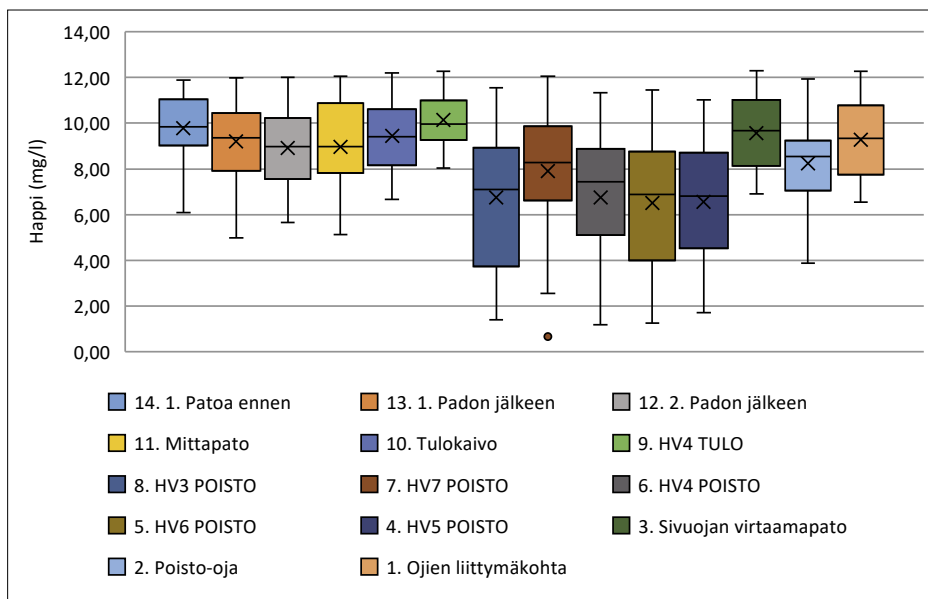 14,00
12,00
10,00
8,00
6,00
4,00
2,00
0,00
Happi (mg/l)
14. 1. Patoa ennen
13. 1. Padon jälkeen
12. 2. Padon jälkeen
11. Mittapato
10. Tulokaivo
9. HV4 TULO
8. HV3 POISTO
7. HV7 POISTO
6. HV4 POISTO
5. HV6 POISTO
4. HV5 POISTO
3. Sivuojan virtaamapato
2. Poisto-oja
1. Ojien liittymäkohta